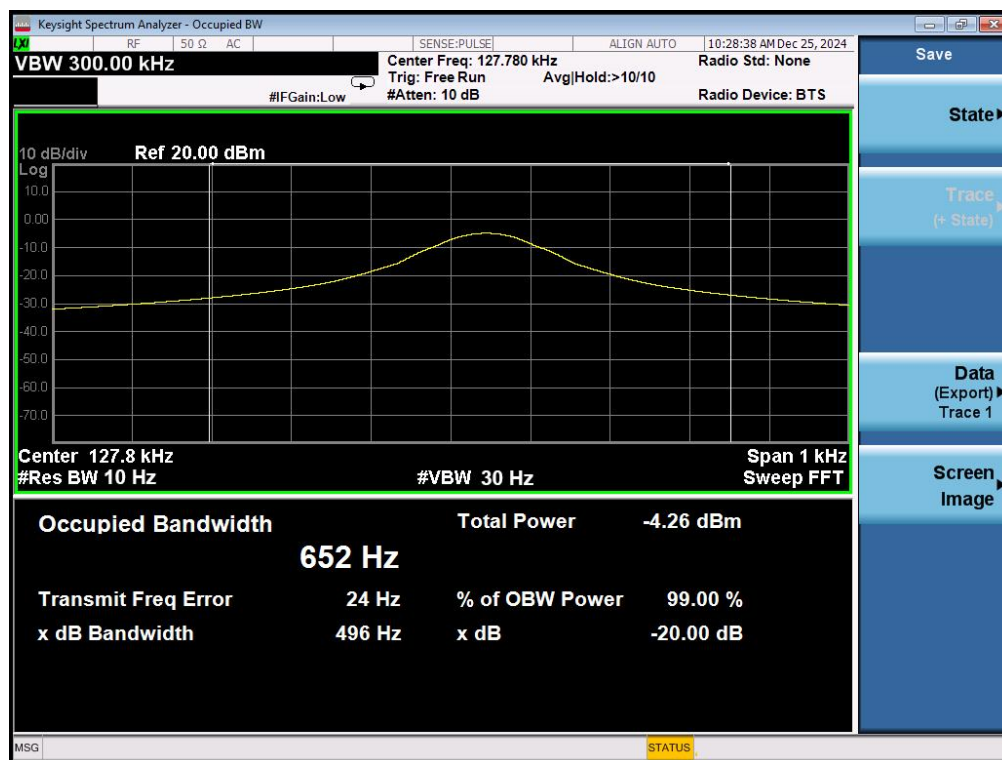 Keysight Spectrum Analyzer - Occupied BW
LXI RF 50 Ω AC SENSE:PULSE ALIGN AUTO 10:28:38 AM Dec 25, 2024
VBW 300.00 kHz
Center Freq: 127.780 kHz
Radio Std: None
Trig: Free Run Avg|Hold:>10/10
#IFGain:Low #Atten: 10 dB Radio Device: BTS
10 dB/div Ref 20.00 dBm
Log
10.0
0.00
-10.0
-20.0
-30.0
-40.0
-50.0
-60.0
-70.0
Center 127.8 kHz Span 1 kHz
#Res BW 10 Hz #VBW 30 Hz Sweep FFT
Occupied Bandwidth Total Power -4.26 dBm
652 Hz
Transmit Freq Error 24 Hz % of OBW Power 99.00 %
x dB Bandwidth 496 Hz x dB -20.00 dB
MSG STATUS
Save
State
Trace
(+ State)
Data
(Export)
Trace 1
Screen
Image